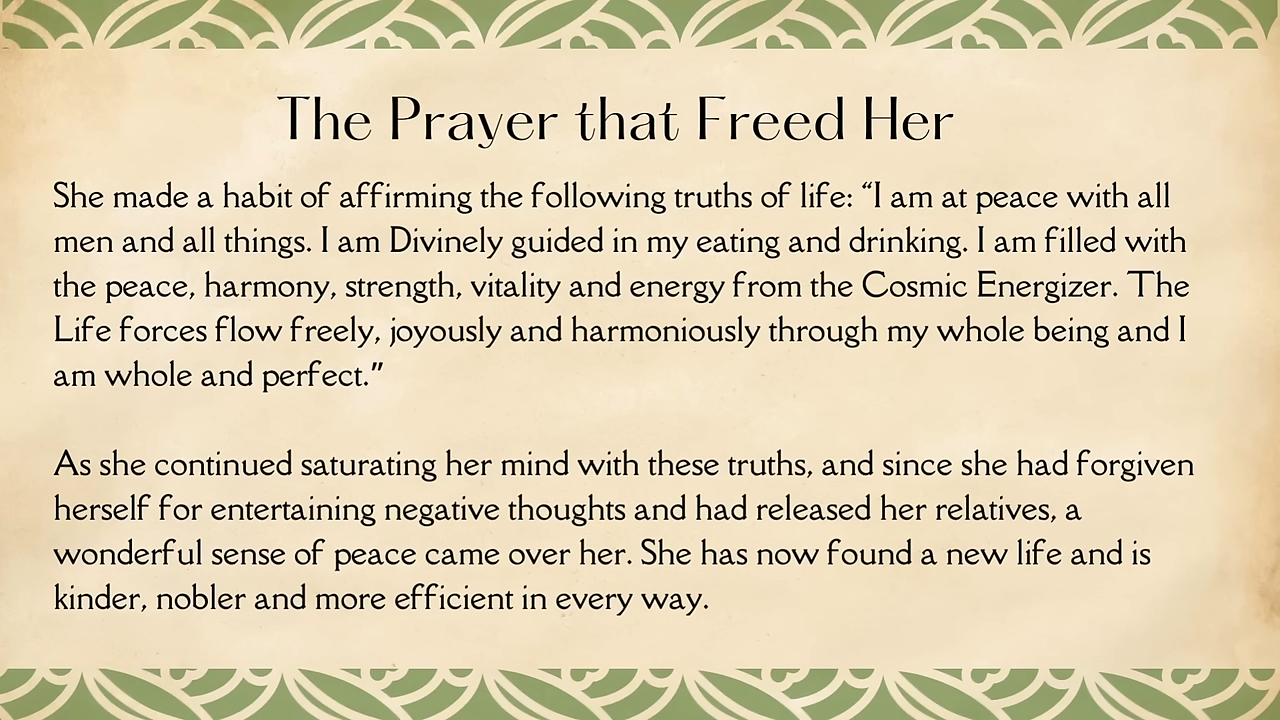 The Prayer that Freed Her
She made a habit of affirming the following truths of life: “I am at peace with all
men and all things. I am Divinely guided in my eating and drinking. I am filled with
the peace, harmony, strength, vitality and energy from the Cosmic Energizer. The
Life forces flow freely, joyously and harmoniously through my whole being and I
am whole and perfect."
As she continued saturating her mind with these truths, and since she had forgiven
herself for entertaining negative thoughts and had released her relatives, a
wonderful sense of peace came over her. She has now found a new life and is
kinder, nobler and more efficient in every way.